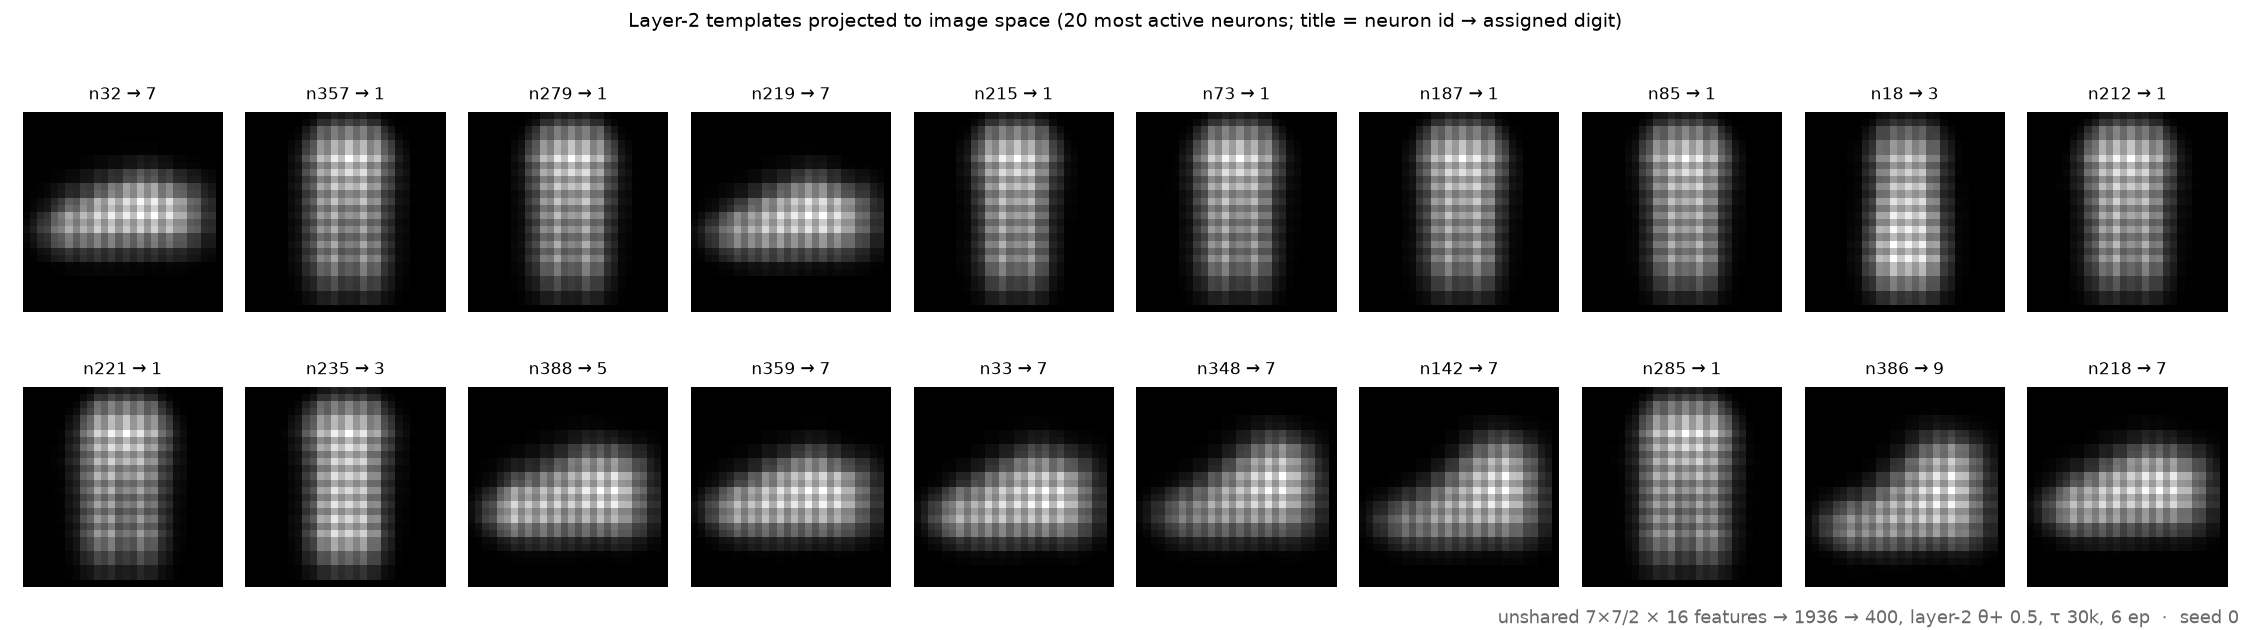 Layer-2 templates projected to image space (20 most active neurons; title = neuron id → assigned digit)
n32 → 7
n357 → 1
n279 → 1
n219 → 7
n215 → 1
n73 → 1
n187 → 1
n85 → 1
n18 → 3
n212 → 1
n221 → 1
n235 → 3
n388 → 5
n359 → 7
n33 → 7
n348 → 7
n142 → 7
n285 → 1
n386 → 9
n218 → 7
unshared 7×7/2 × 16 features → 1936 → 400, layer-2 θ+ 0.5, τ 30k, 6 ep · seed 0